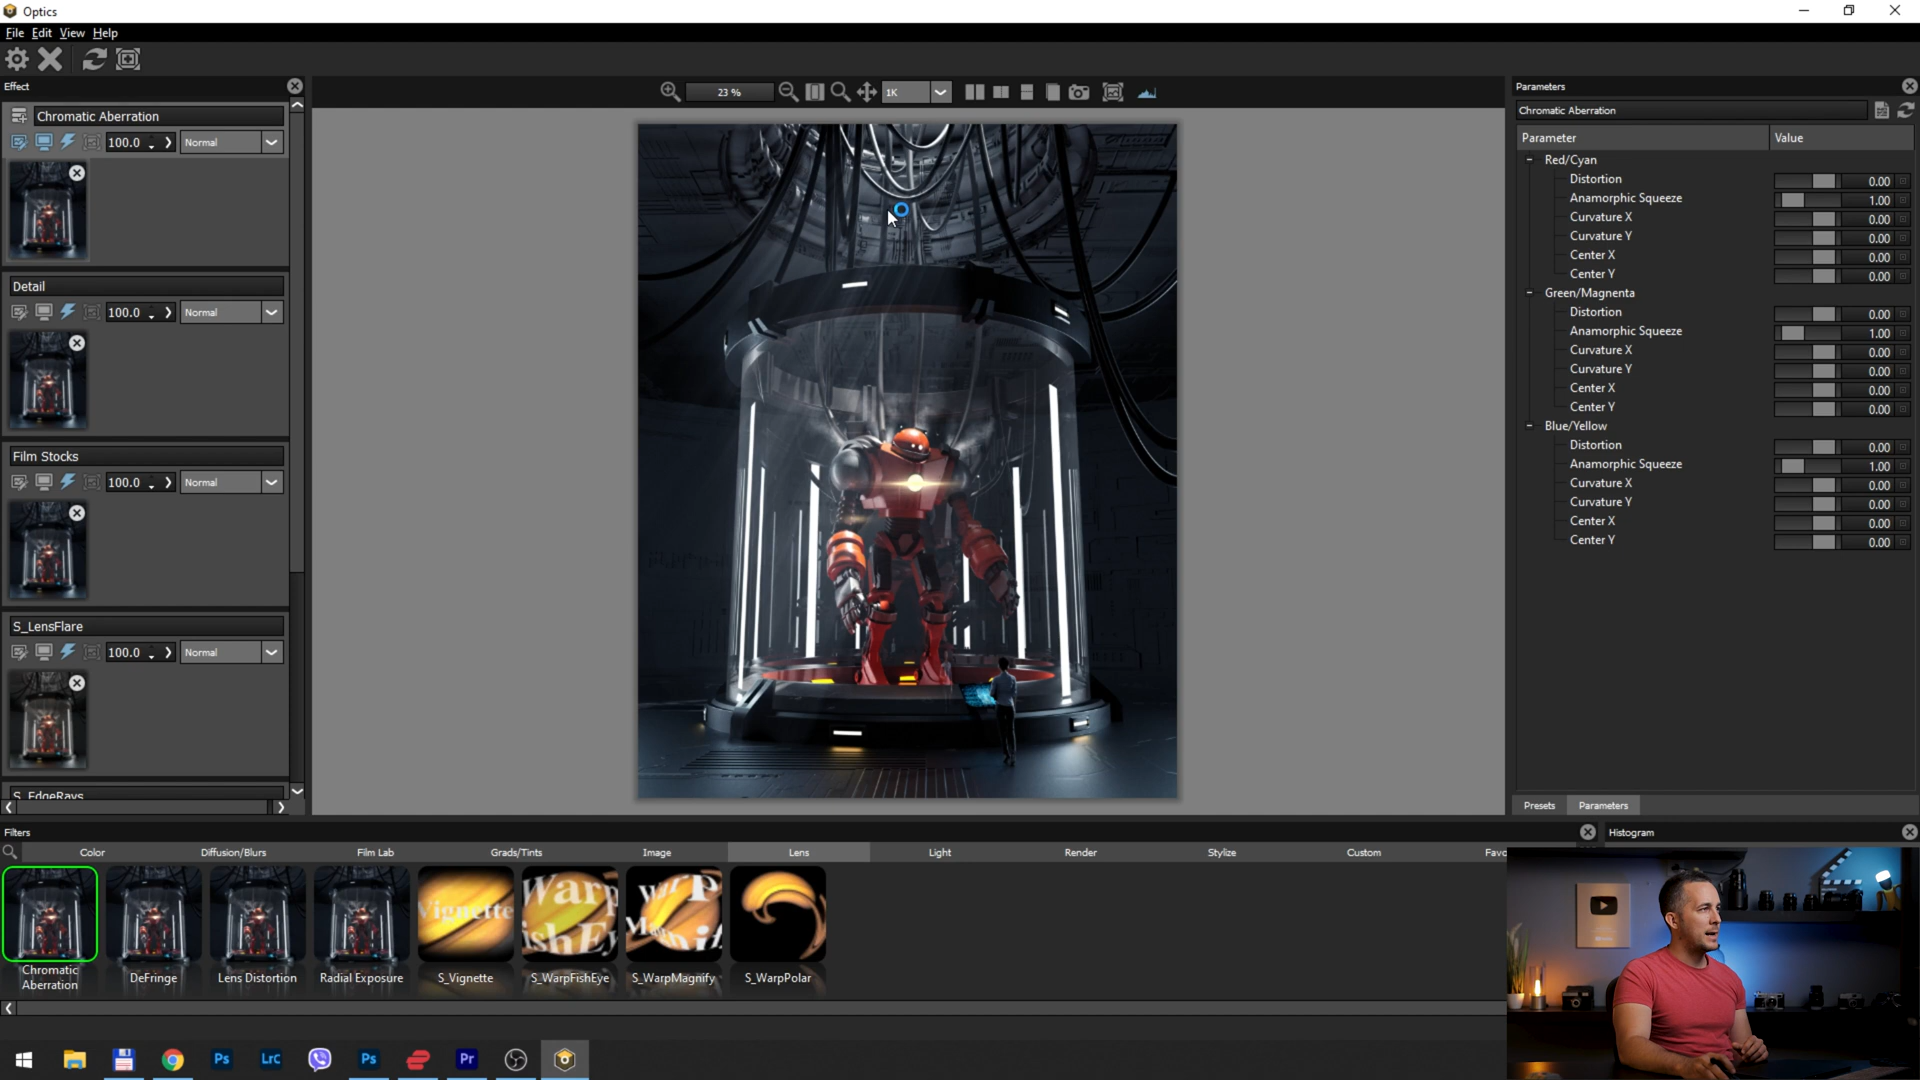 Optics
File Edit View Help
Effect
Chromatic Aberration
100.0 Normal
Detail
100.0 Normal
Film Stocks
100.0 Normal
S_LensFlare
100.0 Normal
S_EdgeRays
23 %
1K
Parameters
Chromatic Aberration
Parameter Value
Red/Cyan
Distortion 0.00
Anamorphic Squeeze 1.00
Curvature X 0.00
Curvature Y 0.00
Center X 0.00
Center Y 0.00
Green/Magnenta
Distortion 0.00
Anamorphic Squeeze 1.00
Curvature X 0.00
Curvature Y 0.00
Center X 0.00
Center Y 0.00
Blue/Yellow
Distortion 0.00
Anamorphic Squeeze 1.00
Curvature X 0.00
Curvature Y 0.00
Center X 0.00
Center Y 0.00
Presets Parameters
Filters
Histogram
Color Diffusion/Blurs Film Lab Grads/Tints Image Lens Light Render Stylize Custom Favo
Vignette
Warp
ishEy
Warp
Magnif
Chromatic
Aberration
DeFringe
Lens Distortion
Radial Exposure
S_Vignette
S_WarpFishEye
S_WarpMagnify
S_WarpPolar
Ps LrC Ps Pr